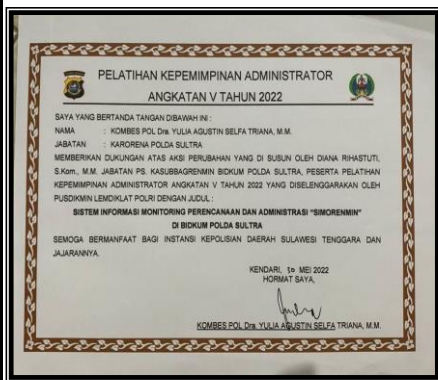 PELATIHAN KEPEMIMPINAN ADMINISTRATOR
ANGKATAN V TAHUN 2022
SAYA YANG BERTANDA TANGAN DIBAWAH INI :
NAMA : KOMBES POL Dra. YULIA AGUSTIN SELFA TRIANA, M.M.
JABATAN : KARORENA POLDA SULTRA
MEMBERIKAN DUKUNGAN ATAS AKSI PERUBAHAN YANG DI SUSUN OLEH DIANA RIHASTUTI,
S.Kom., M.M. JABATAN PS. KASUBBAGRENMIN BIDKUM POLDA SULTRA, PESERTA PELATIHAN
KEPEMIMPINAN ADMINISTRATOR ANGKATAN V TAHUN 2022 YANG DISELENGGARAKAN OLEH
PUSDIKMIN LEMDIKLAT POLRI DENGAN JUDUL :
SISTEM INFORMASI MONITORING PERENCANAAN DAN ADMINISTRASI "SIMORENMIN"
DI BIDKUM POLDA SULTRA
SEMOGA BERMANFAAT BAGI INSTANSI KEPOLISIAN DAERAH SULAWESI TENGGARA DAN
JAJARANNYA.
KENDARI, MEI 2022
HORMAT SAYA,
KOMBES POL Dra. YULIA AGUSTIN SELFA TRIANA, M.M.